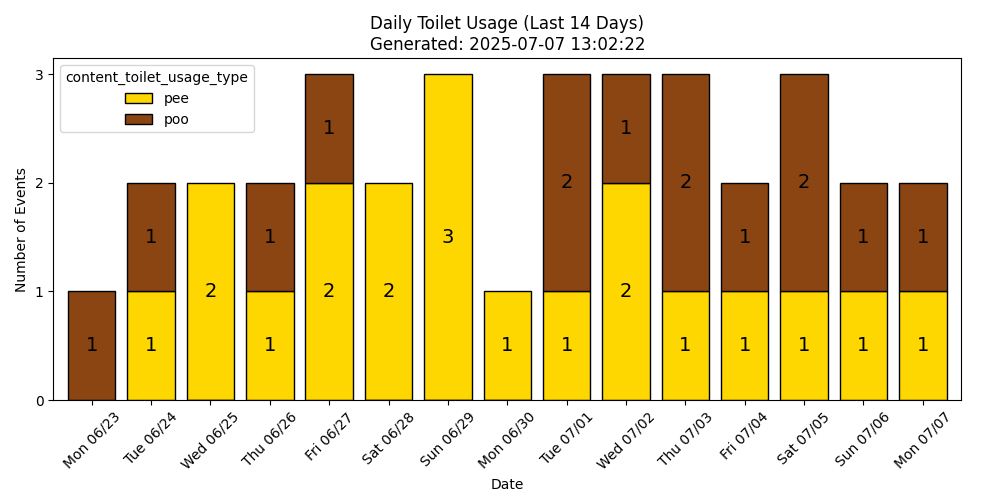 Daily Toilet Usage (Last 14 Days)
Generated: 2025-07-07 13:02:22
content_toilet_usage_type
pee
poo
Number of Events
3
2
1
0
1
1
1
2
1
1
2
1
2
3
1
1
2
2
1
1
2
1
1
1
2
1
1
1
1
Mon 06/23
Tue 06/24
Wed 06/25
Thu 06/26
Fri 06/27
Sat 06/28
Sun 06/29
Mon 06/30
Tue 07/01
Wed 07/02
Thu 07/03
Fri 07/04
Sat 07/05
Sun 07/06
Mon 07/07
Date